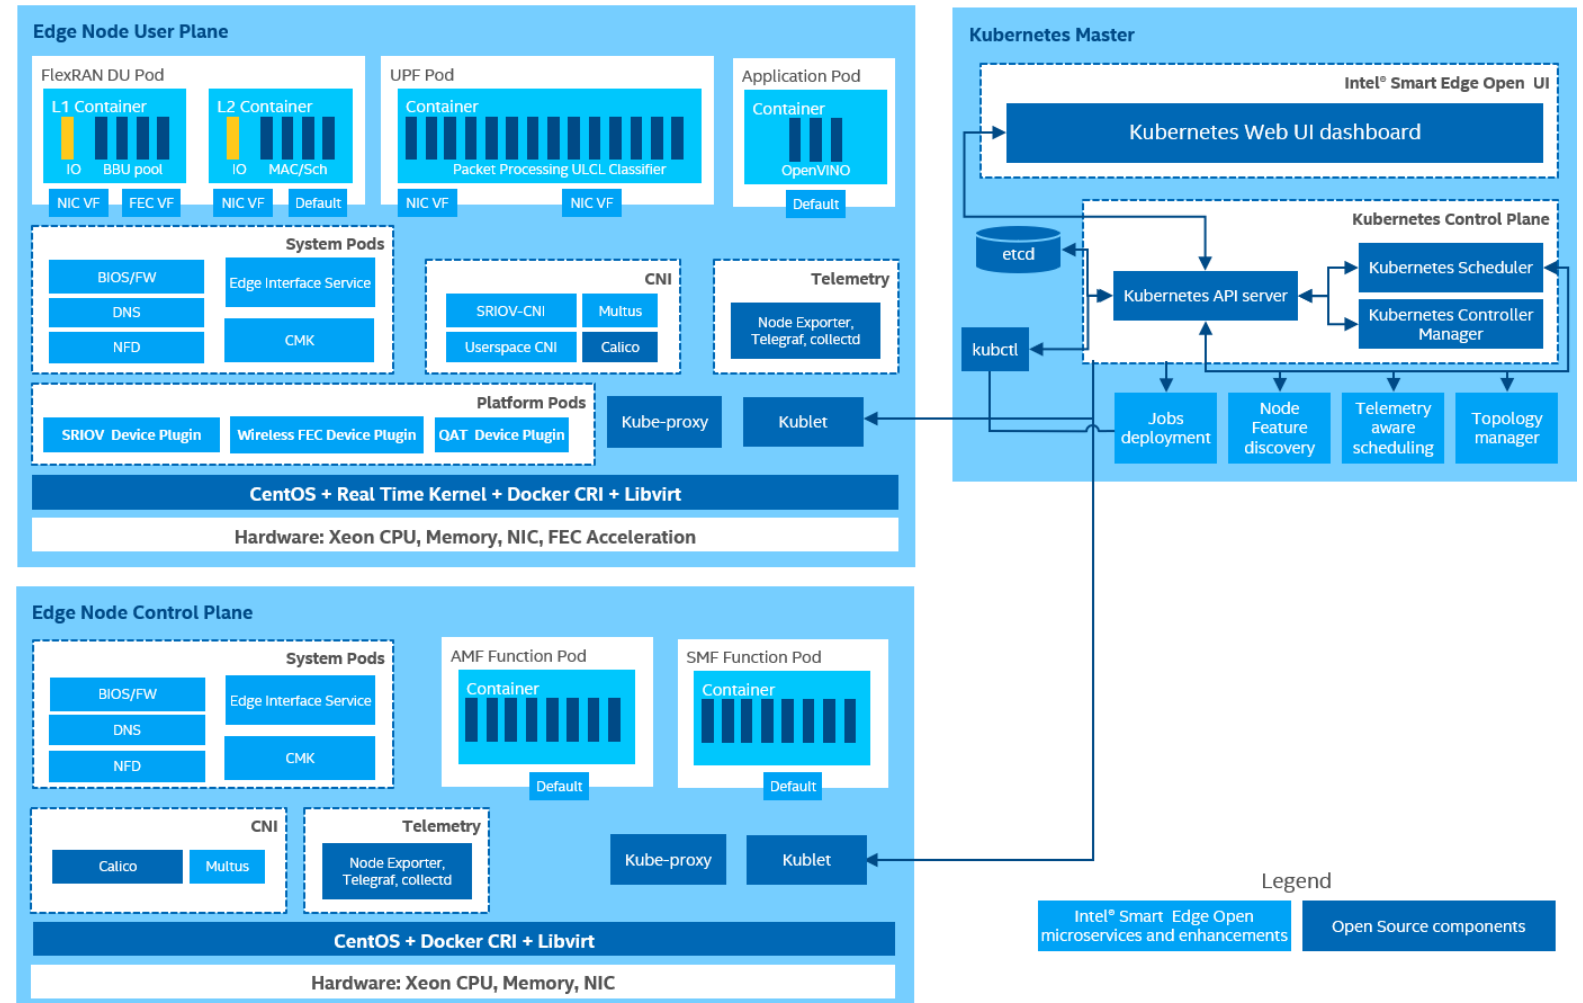 Edge Node User Plane
FlexRAN DU Pod
L1 Container
IO
BBU pool
NIC VF
FEC VF
L2 Container
IO
MAC/Sch
NIC VF
Default
UPF Pod
Container
Packet Processing ULCL Classifier
NIC VF
NIC VF
Application Pod
Container
OpenVINO
Default
System Pods
BIOS/FW
DNS
NFD
Edge Interface Service
CMK
CNI
SRIOV-CNI
Multus
Userspace CNI
Calico
Telemetry
Node Exporter,
Telegraf, collectd
Platform Pods
SRIOV Device Plugin
Wireless FEC Device Plugin
QAT Device Plugin
Kube-proxy
Kublet
CentOS + Real Time Kernel + Docker CRI + Libvirt
Hardware: Xeon CPU, Memory, NIC, FEC Acceleration
Edge Node Control Plane
System Pods
BIOS/FW
DNS
NFD
Edge Interface Service
CMK
AMF Function Pod
Container
Default
SMF Function Pod
Container
Default
CNI
Calico
Multus
Telemetry
Node Exporter,
Telegraf, collectd
Kube-proxy
Kublet
CentOS + Docker CRI + Libvirt
Hardware: Xeon CPU, Memory, NIC
Kubernetes Master
Intel® Smart Edge Open UI
Kubernetes Web UI dashboard
Kubernetes Control Plane
etcd
Kubernetes API server
Kubernetes Scheduler
Kubernetes Controller
Manager
kubctl
Jobs
deployment
Node
Feature
discovery
Telemetry
aware
scheduling
Topology
manager
Legend
Intel® Smart Edge Open
microservices and enhancements
Open Source components